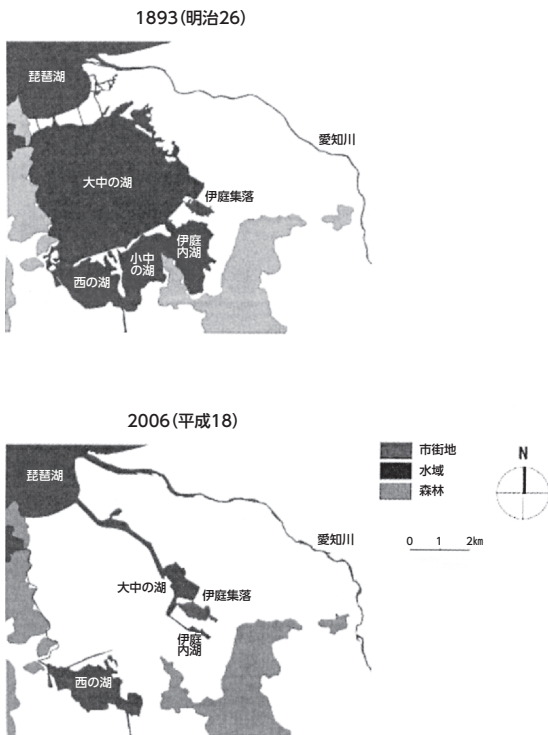 1893(明治26)
琵琶湖
愛知川
大中の湖
伊庭集落
伊庭
内湖
小中
の湖
西の湖
2006(平成18)
市街地
水域
森林
N
0 1 2km
琵琶湖
愛知川
大中の湖
伊庭集落
伊庭
内湖
西の湖